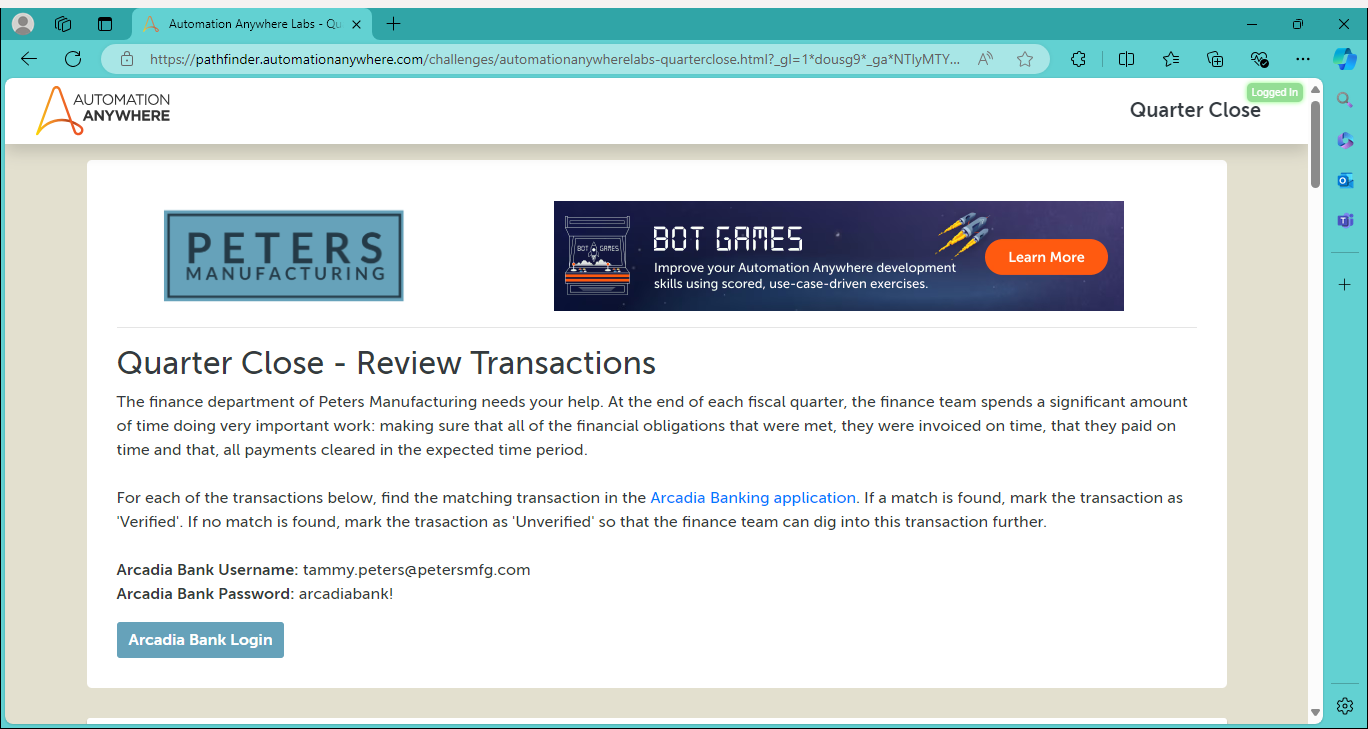 Automation Anywhere Labs - Qu
https://pathfinder.automationanywhere.com/challenges/automationanywherelabs-quarterclose.html?_gl=1*dousg9*_ga*NTIyMTY...
AUTOMATION
ANYWHERE
Quarter Close
Logged In
PETERS
MANUFACTURING
BOT GAMES
BOT GAMES
Improve your Automation Anywhere development
skills using scored, use-case-driven exercises.
Learn More
Quarter Close - Review Transactions
The finance department of Peters Manufacturing needs your help. At the end of each fiscal quarter, the finance team spends a significant amount
of time doing very important work: making sure that all of the financial obligations that were met, they were invoiced on time, that they paid on
time and that, all payments cleared in the expected time period.
For each of the transactions below, find the matching transaction in the Arcadia Banking application. If a match is found, mark the transaction as
'Verified'. If no match is found, mark the trasaction as 'Unverified' so that the finance team can dig into this transaction further.
Arcadia Bank Username: tammy.peters@petersmfg.com
Arcadia Bank Password: arcadiabank!
Arcadia Bank Login